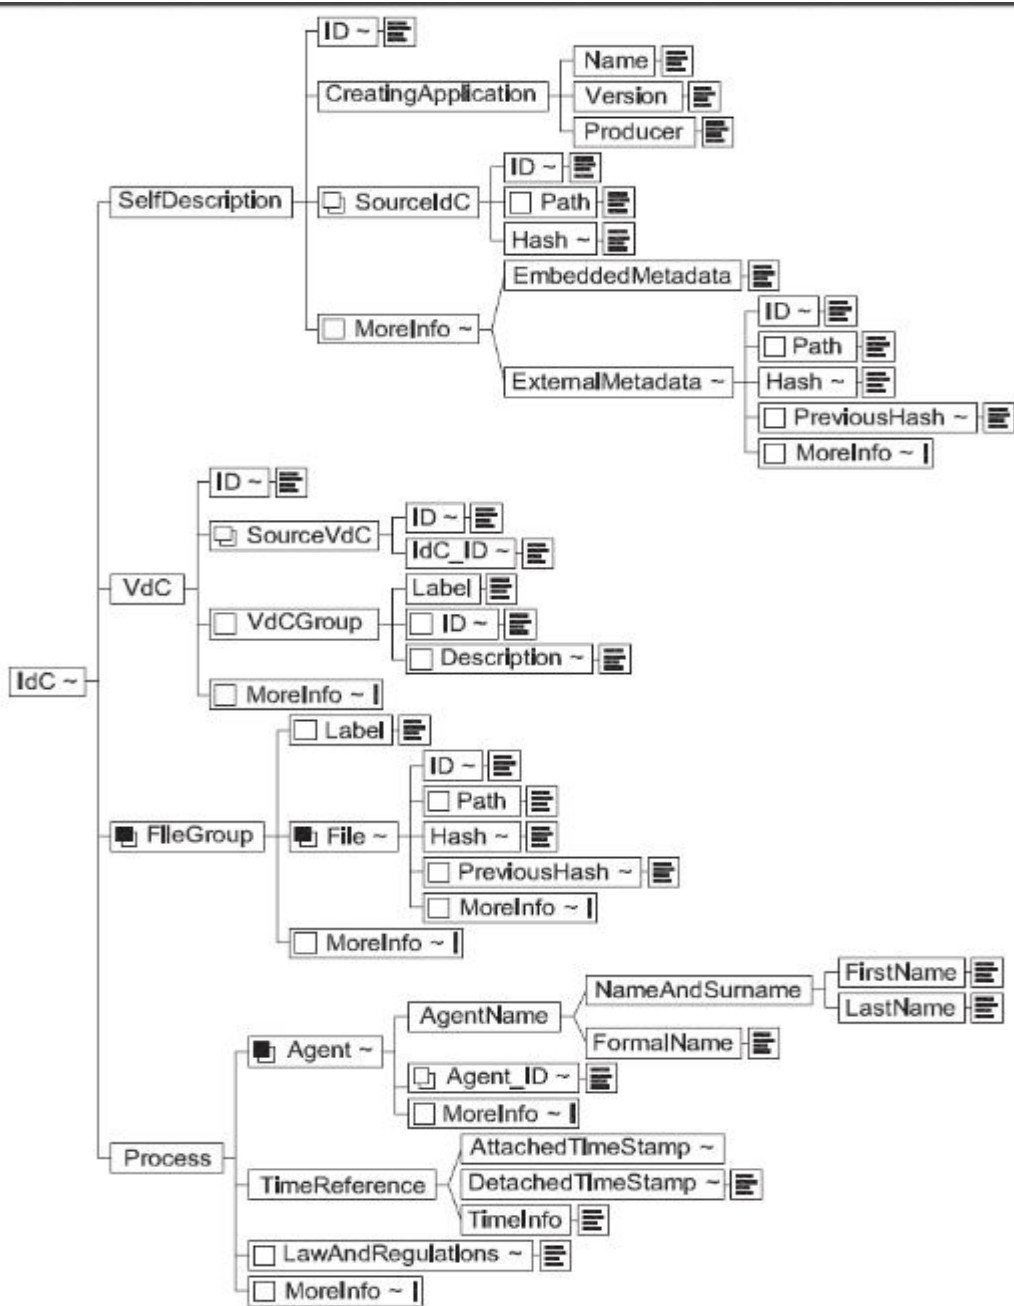 ID ~
CreatingApplication
Name
Version
Producer
SelfDescription
SourceIdC
ID ~
Path
Hash ~
MoreInfo ~
EmbeddedMetadata
ExternalMetadata ~
ID ~
Path
Hash ~
PreviousHash ~
MoreInfo ~
IdC ~
VdC
ID ~
SourceVdC
ID ~
IdC_ID ~
VdCGroup
Label
ID ~
Description ~
MoreInfo ~
FileGroup
Label
File ~
ID ~
Path
Hash ~
PreviousHash ~
MoreInfo ~
MoreInfo ~
Process
Agent ~
AgentName
NameAndSurname
FirstName
LastName
FormalName
Agent_ID ~
MoreInfo ~
TimeReference
AttachedTimeStamp ~
DetachedTimeStamp ~
TimeInfo
LawAndRegulations ~
MoreInfo ~